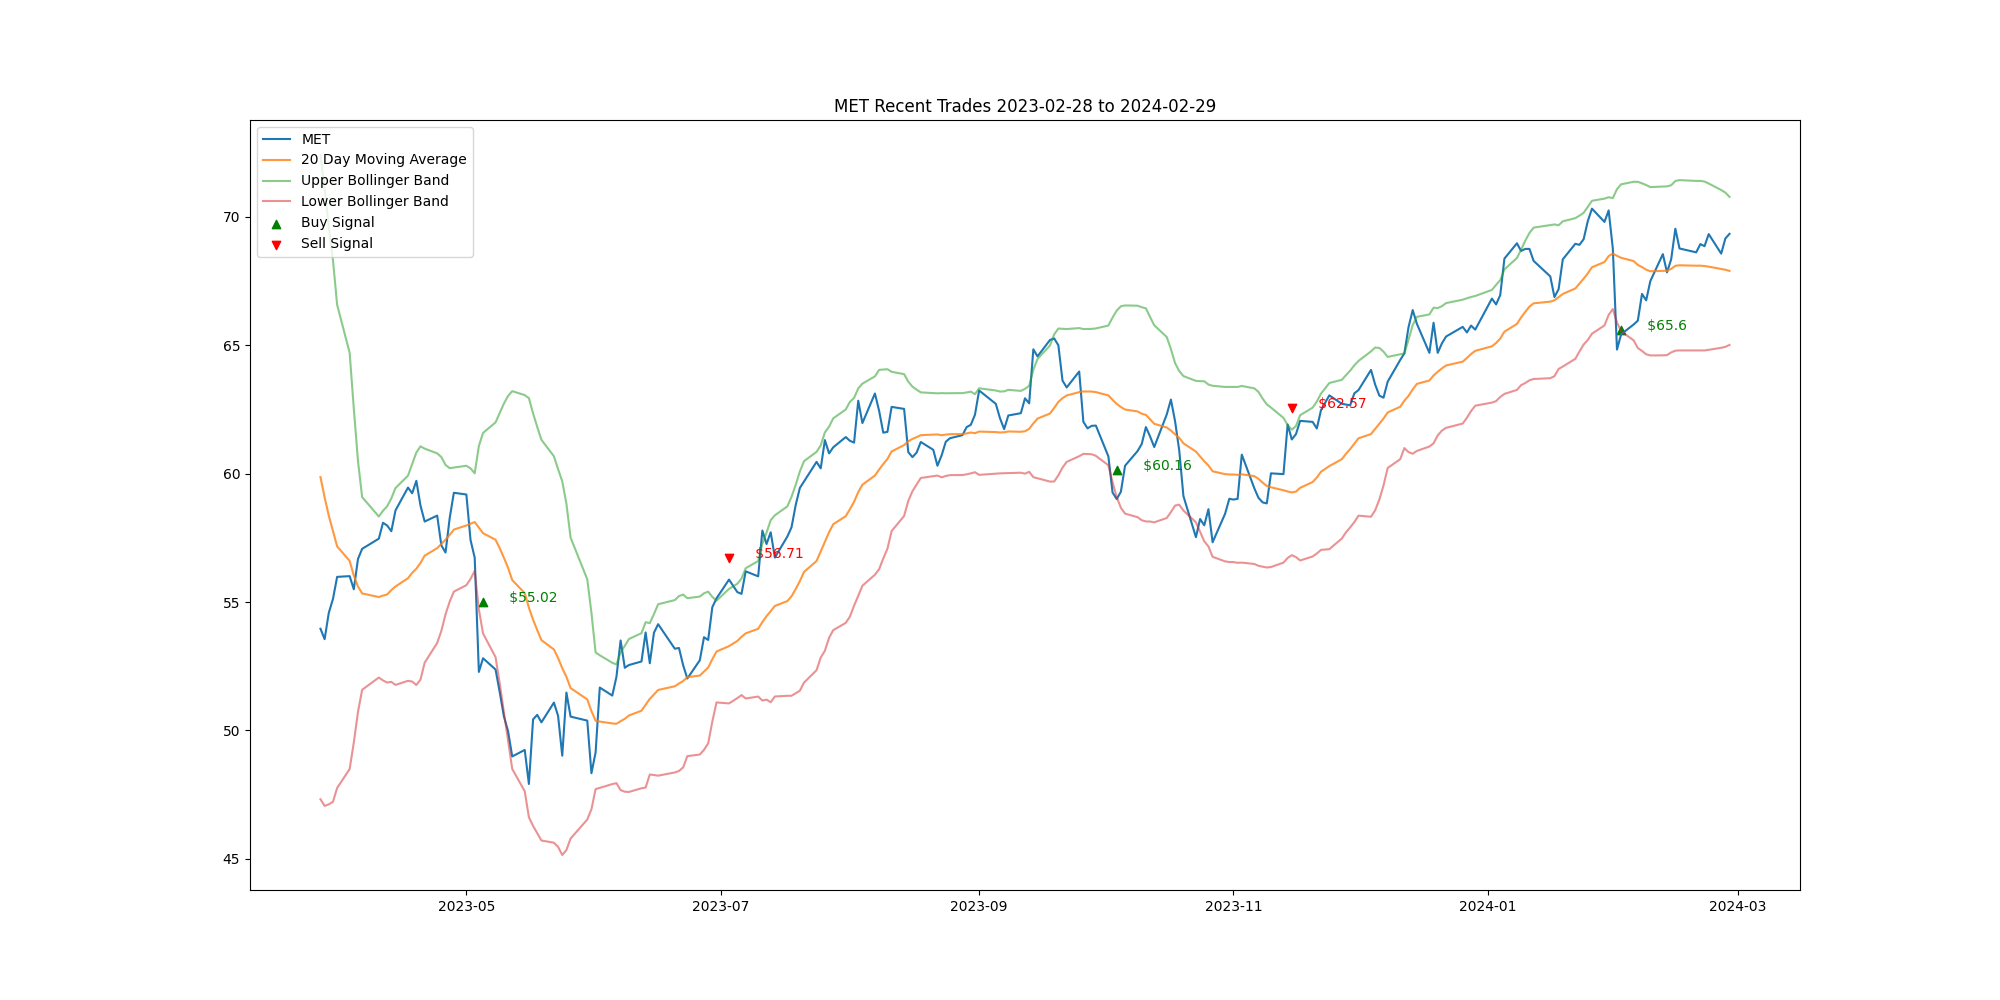 MET Recent Trades 2023-02-28 to 2024-02-29
MET
20 Day Moving Average
Upper Bollinger Band
Lower Bollinger Band
Buy Signal
Sell Signal
70
65
60
55
50
45
$65.6
$62.57
$60.16
$56.71
$55.02
2023-05
2023-07
2023-09
2023-11
2024-01
2024-03